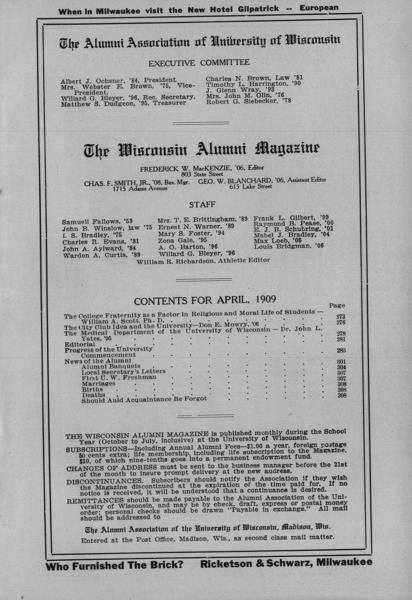 When in Milwaukee visit the New Hotel Gilpatrick -- European
The Alumni Association of University of Wisconsin
EXECUTIVE COMMITTEE
Albert J. Ochsner, '84, President.
Mrs. Webster E. Brown, '75, Vice-
President.
Willard G. Bleyer, '96, Rec. Secretary.
Matthew S. Dudgeon, '95, Treasurer
Charles N. Brown, Law '81
Timothy L. Harrington, '90
J. Glenn Wray, '93
Mrs. John M. Olin, '76
Robert G. Siebecker, '78
The Wisconsin Alumni Magazine
FREDERICK W. MacKENZIE, '06, Editor
803 State Street
CHAS. F. SMITH, JR., '08, Bus. Mgr.
1715 Adams Avenue
GEO. W. BLANCHARD, '06, Assistant Editor
615 Lake Street
STAFF
Samuel Fallows, '59
John B. Winslow, law '75
I. S. Bradley, '75
Charles R. Evans, '81
John A. Aylward, '84
Wardon A. Curtis, '89
Mrs. T. E. Brittingham, '89
Ernest N. Warner, '89
Mary S. Foster, '94
Zona Gale, '95
A. O. Barton, '96
Willard G. Bleyer, '96
Frank L. Gilbert, '99
Raymond B. Pease, '00
E. J. B. Schubring, '01
Mabel J. Bradley, '04
Max Loeb, '05
Louis Bridgman, '06
William R. Richardson, Athletic Editor
CONTENTS FOR APRIL, 1909
Page
The College Fraternity as a Factor in Religious and Moral Life of Students—
William A. Scott, Ph. D. 273
The City Club Idea and the University—Don E. Mowry, '06 276
The Medical Department of the University of Wisconsin—Dr. John L.
Yates, '95 278
Editorial 281
Progress of the University
Commencement 285
News of the Alumni 301
Alumni Banquets 304
Local Secretary's Letters 307
First U. W. Freshman 307
Marriages 308
Births 308
Deaths 308
Should Auld Acquaintance Be Forgot
THE WISCONSIN ALUMNI MAGAZINE is published monthly during the School
Year (October to July, inclusive) at the University of Wisconsin.
SUBSCRIPTIONS—Including Annual Alumni Fees—$1.00 a year, foreign postage
50 cents extra; life membership, including life subscription to the Magazine,
$20, of which nine-tenths goes into a permanent endowment fund.
CHANGES OF ADDRESS must be sent to the business manager before the 21st
of the month to insure prompt delivery at the new address.
DISCONTINUANCES. Subscribers should notify the Association if they wish
the Magazine discontinued at the expiration of the time paid for. If no
notice is received, it will be understood that a continuance is desired.
REMITTANCES should be made payable to the Alumni Association of the Uni-
versity of Wisconsin, and may be by check, draft, express or postal money
order; personal checks should be drawn "Payable in exchange." All mail
should be addressed to
The Alumni Association of the University of Wisconsin, Madison, Wis.
Entered at the Post Office, Madison, Wis., as second class mail matter.
Who Furnished The Brick? Ricketson & Schwarz, Milwaukee